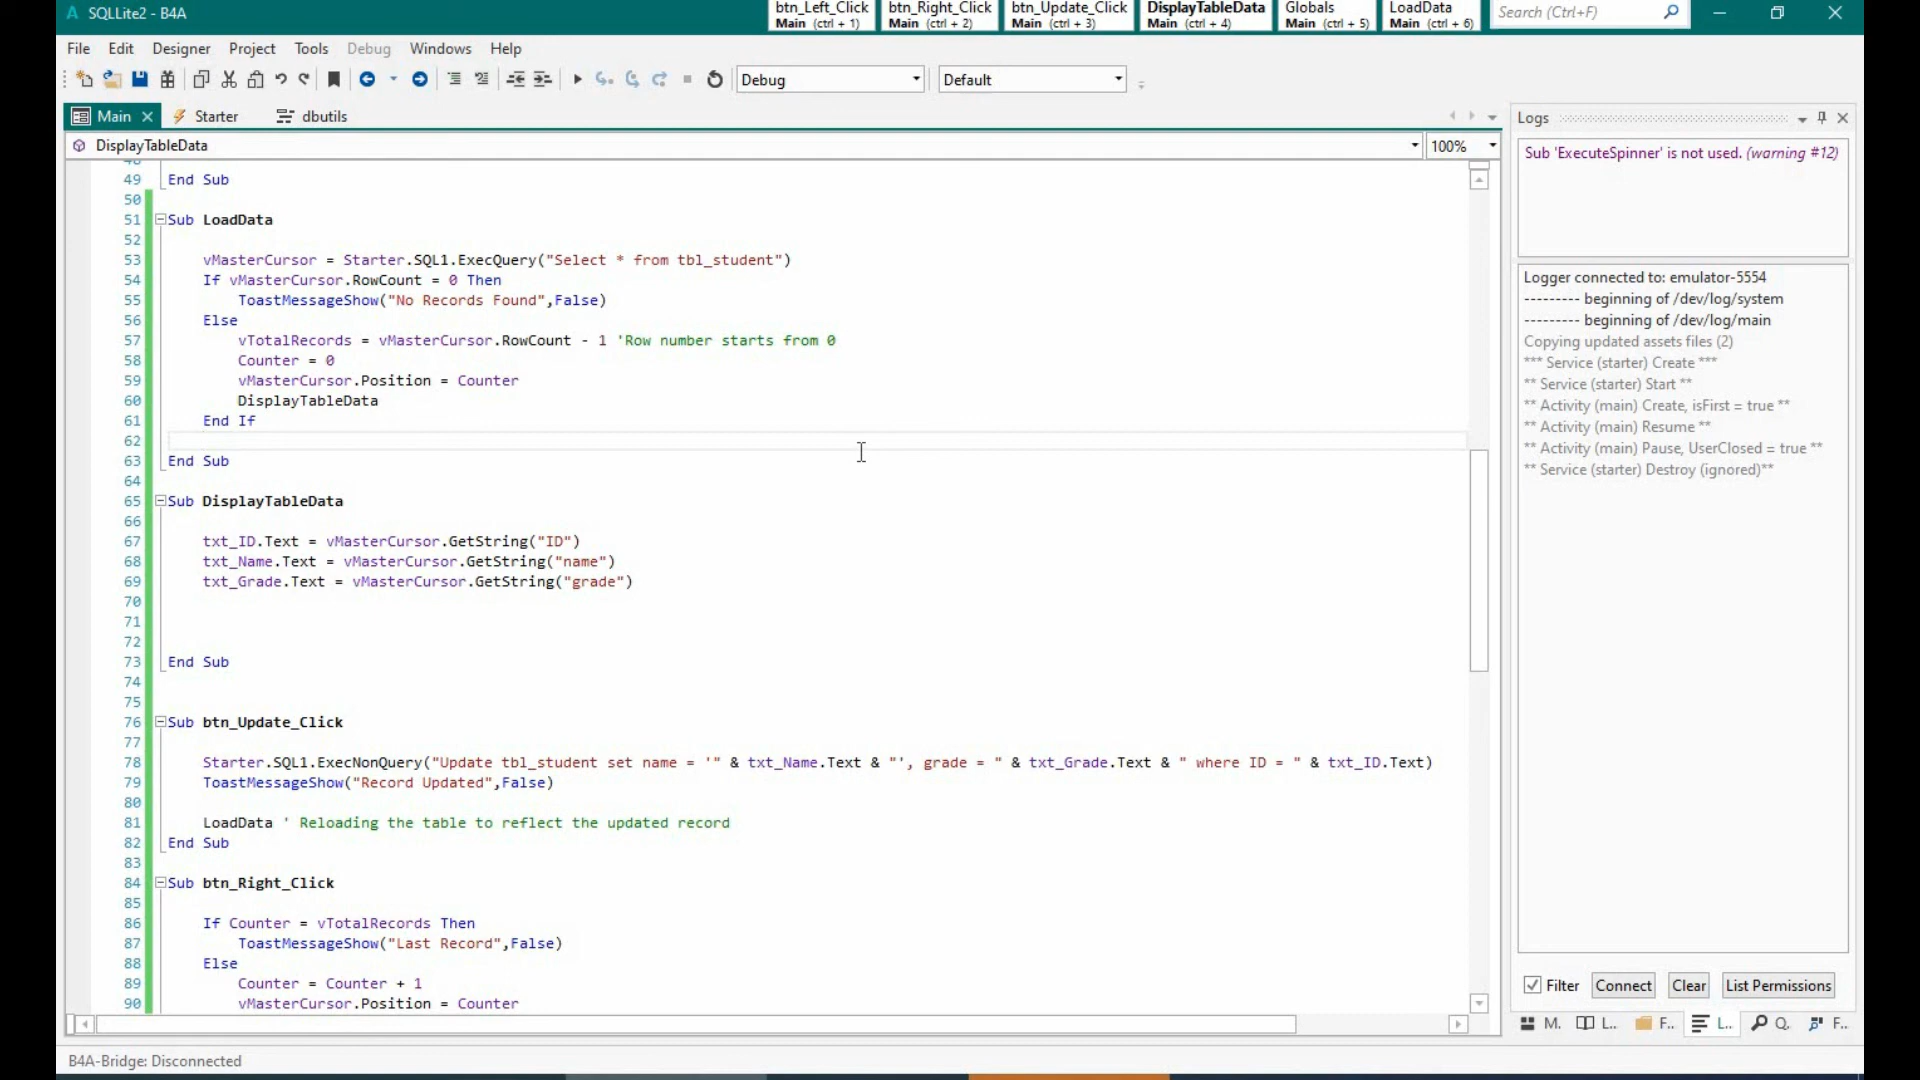 SQLLite2 - B4A
btn_Left_Click
Main (ctrl + 1)
btn_Right_Click
Main (ctrl + 2)
btn_Update_Click
Main (ctrl + 3)
DisplayTableData
Main (ctrl + 4)
Globals
Main (ctrl + 5)
LoadData
Main (ctrl + 6)
Search (Ctrl+F)
File Edit Designer Project Tools Debug Windows Help
Debug
Default
Main Starter dbutils
DisplayTableData
100%
49 End Sub
50
51 Sub LoadData
52
53 vMasterCursor = Starter.SQL1.ExecQuery("Select * from tbl_student")
54 If vMasterCursor.RowCount = 0 Then
55 ToastMessageShow("No Records Found",False)
56 Else
57 vTotalRecords = vMasterCursor.RowCount - 1 'Row number starts from 0
58 Counter = 0
59 vMasterCursor.Position = Counter
60 DisplayTableData
61 End If
62
63 End Sub
64
65 Sub DisplayTableData
66
67 txt_ID.Text = vMasterCursor.GetString("ID")
68 txt_Name.Text = vMasterCursor.GetString("name")
69 txt_Grade.Text = vMasterCursor.GetString("grade")
70
71
72
73 End Sub
74
75
76 Sub btn_Update_Click
77
78 Starter.SQL1.ExecNonQuery("Update tbl_student set name = '" & txt_Name.Text & "', grade = " & txt_Grade.Text & " where ID = " & txt_ID.Text)
79 ToastMessageShow("Record Updated",False)
80
81 LoadData ' Reloading the table to reflect the updated record
82 End Sub
83
84 Sub btn_Right_Click
85
86 If Counter = vTotalRecords Then
87 ToastMessageShow("Last Record",False)
88 Else
89 Counter = Counter + 1
90 vMasterCursor.Position = Counter
Logs
Sub 'ExecuteSpinner' is not used. (warning #12)
Logger connected to: emulator-5554
--------- beginning of /dev/log/system
--------- beginning of /dev/log/main
Copying updated assets files (2)
*** Service (starter) Create ***
** Service (starter) Start **
** Activity (main) Create, isFirst = true **
** Activity (main) Resume **
** Activity (main) Pause, UserClosed = true **
** Service (starter) Destroy (ignored)**
Filter Connect Clear List Permissions
M. L.. F.. L.. Q. F..
B4A-Bridge: Disconnected